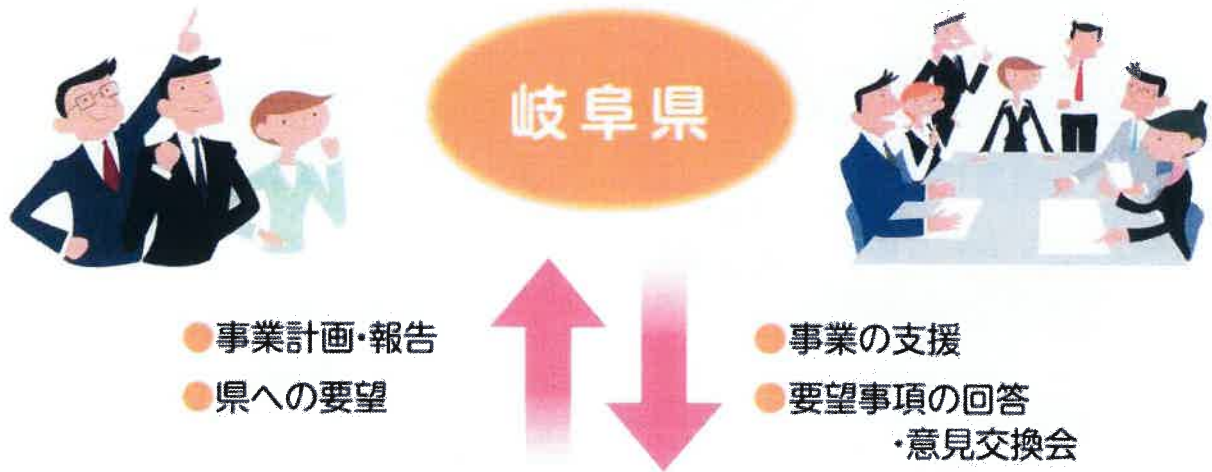 岐阜県
●事業計画・報告
●県への要望
●事業の支援
●要望事項の回答
・意見交換会